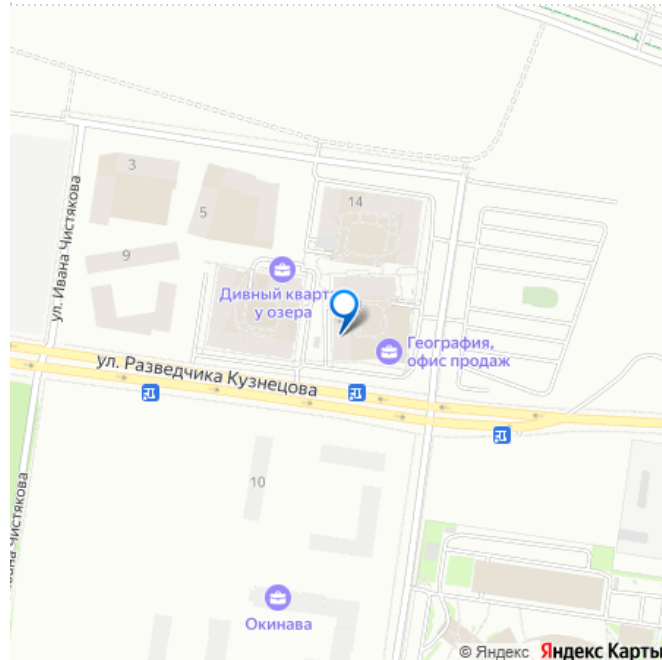 3
14
5
ул. Ивана Чистякова
9
Дивный кварт
у озера
География,
офис продаж
ул. Разведчика Кузнецова
10
вана Чистякова
Окинава
© Яндекс Яндекс Карты